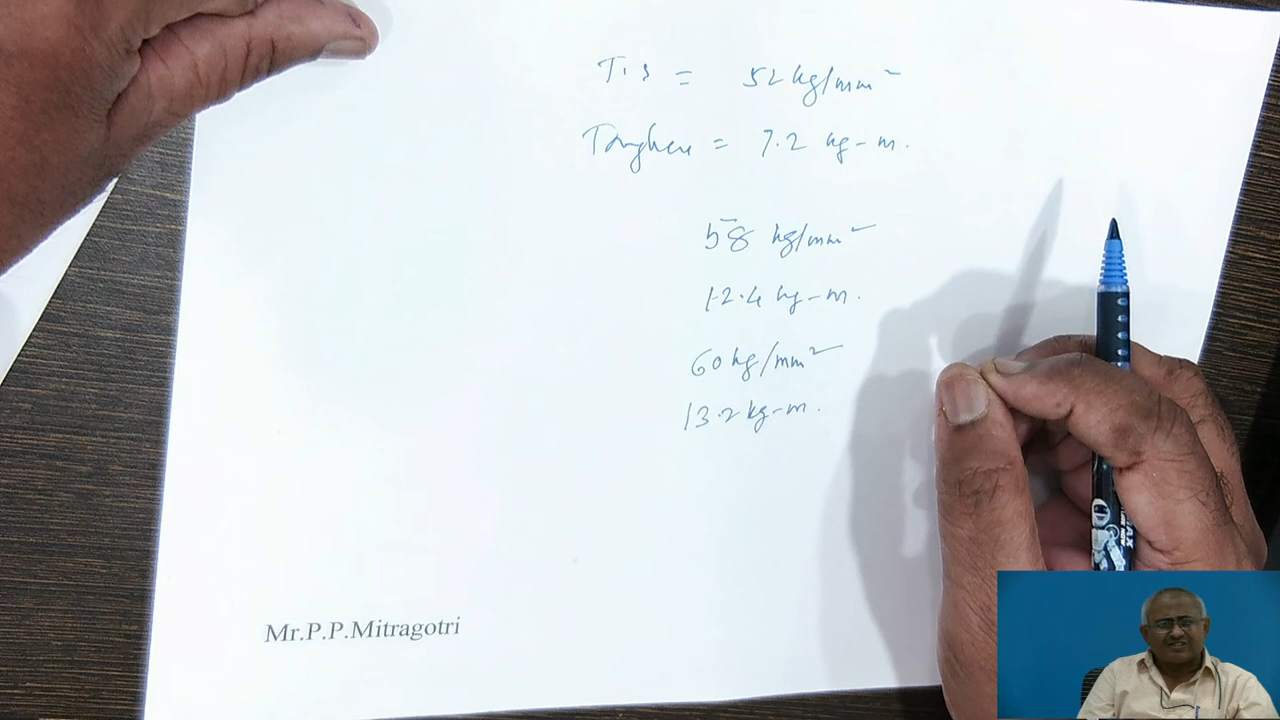 T.S = 52 kg/mm²
Toughness = 7.2 kg-m.
58 kg/mm²
12.4 kg-m.
60 kg/mm²
13.2 kg-m.
Mr.P.P.Mitragotri